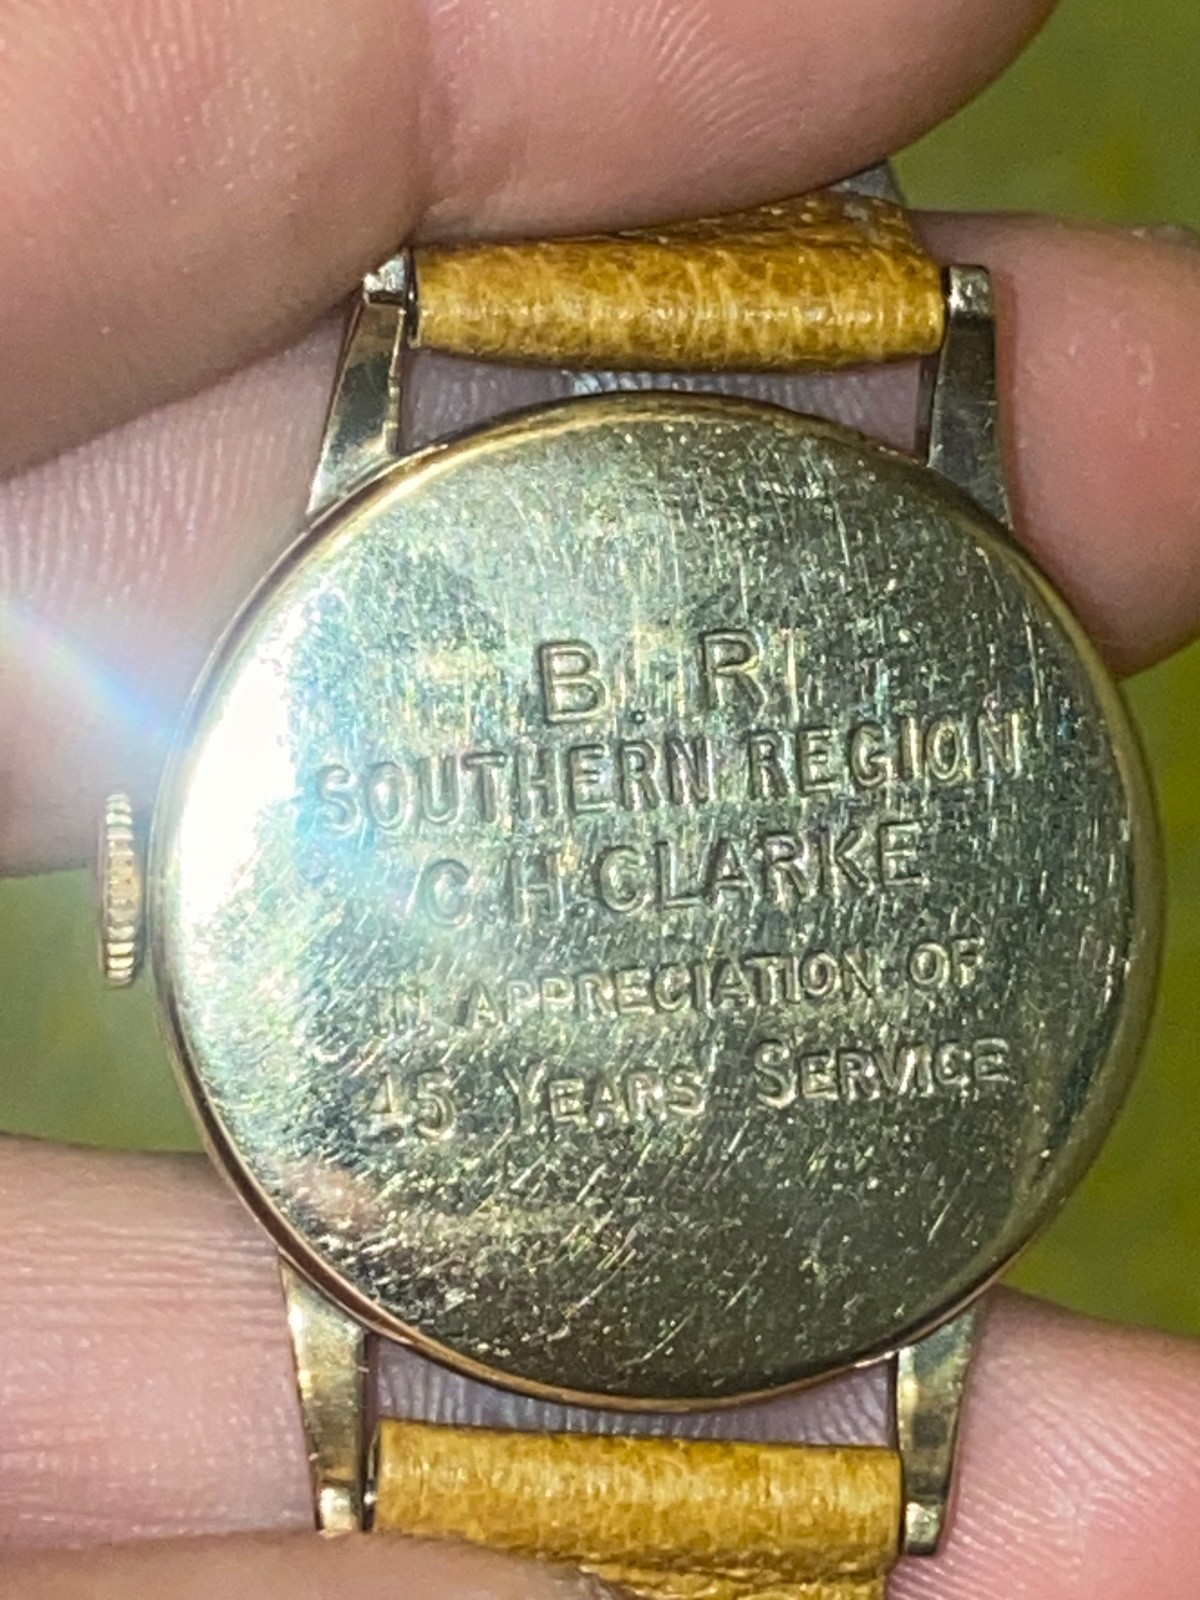 B. R.
SOUTHERN REGION
C. H. CLARKE
IN APPRECIATION OF
45 YEARS SERVICE